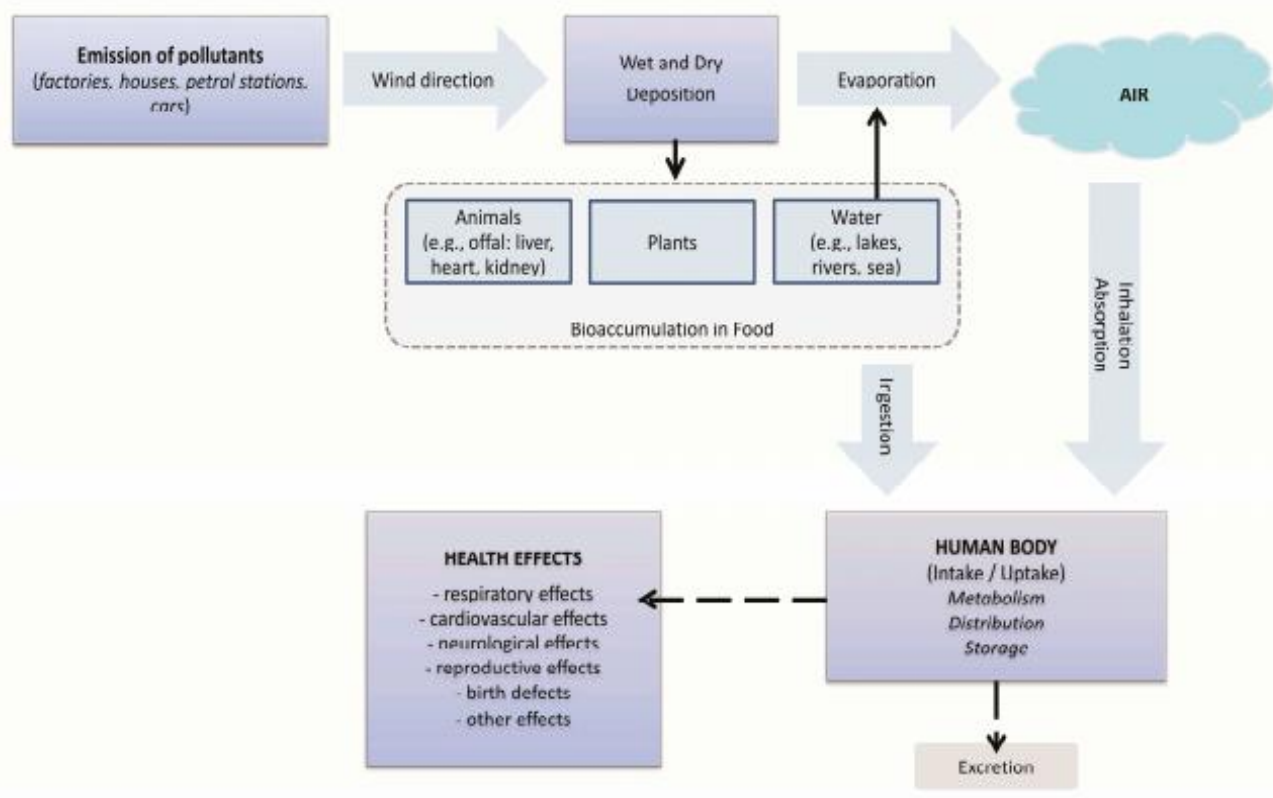 Emission of pollutants
(factories, houses, petrol stations,
cars)
Wind direction
Wet and Dry
Deposition
Evaporation
AIR
Animals
(e.g., offal: liver,
heart, kidney)
Plants
Water
(e.g., lakes,
rivers, sea)
Bioaccumulation in Food
Inhalation
Absorption
Irgestion
HEALTH EFFECTS
- respiratory effects
- cardiovascular effects
- neurological effects
- reproductive effects
- birth defects
- other effects
HUMAN BODY
(Intake / Uptake)
Metabolism
Distribution
Storage
Excretion